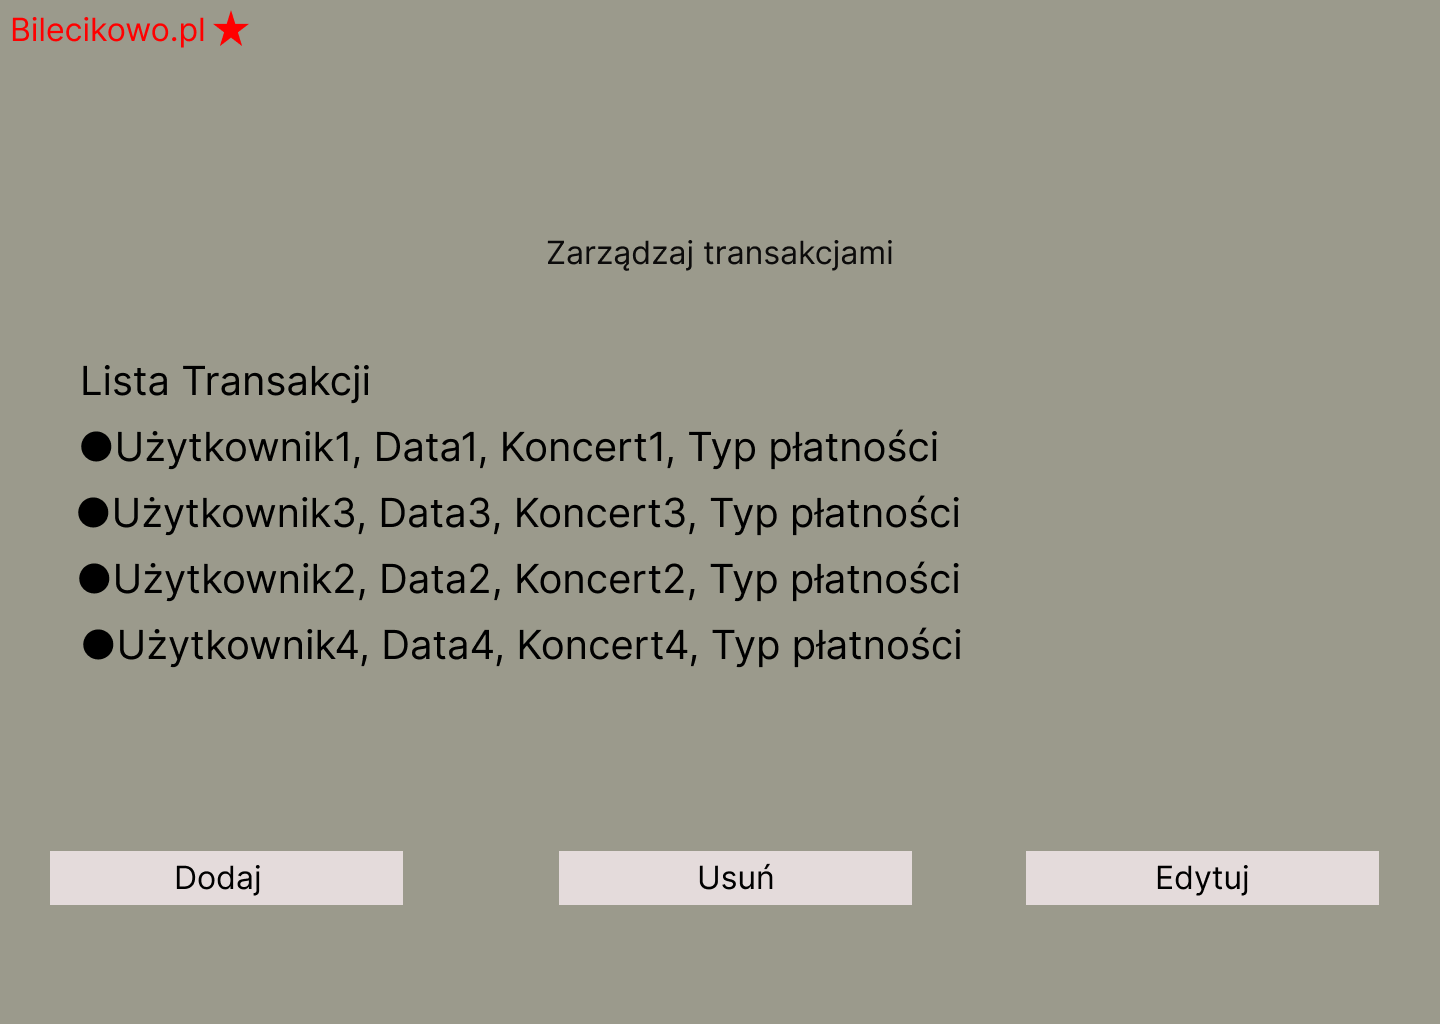 Bilecikowo.pl
Zarządzaj transakcjami
Lista Transakcji
●Użytkownik1, Data1, Koncert1, Typ płatności
●Użytkownik3, Data3, Koncert3, Typ płatności
●Użytkownik2, Data2, Koncert2, Typ płatności
●Użytkownik4, Data4, Koncert4, Typ płatności
Dodaj
Usuń
Edytuj